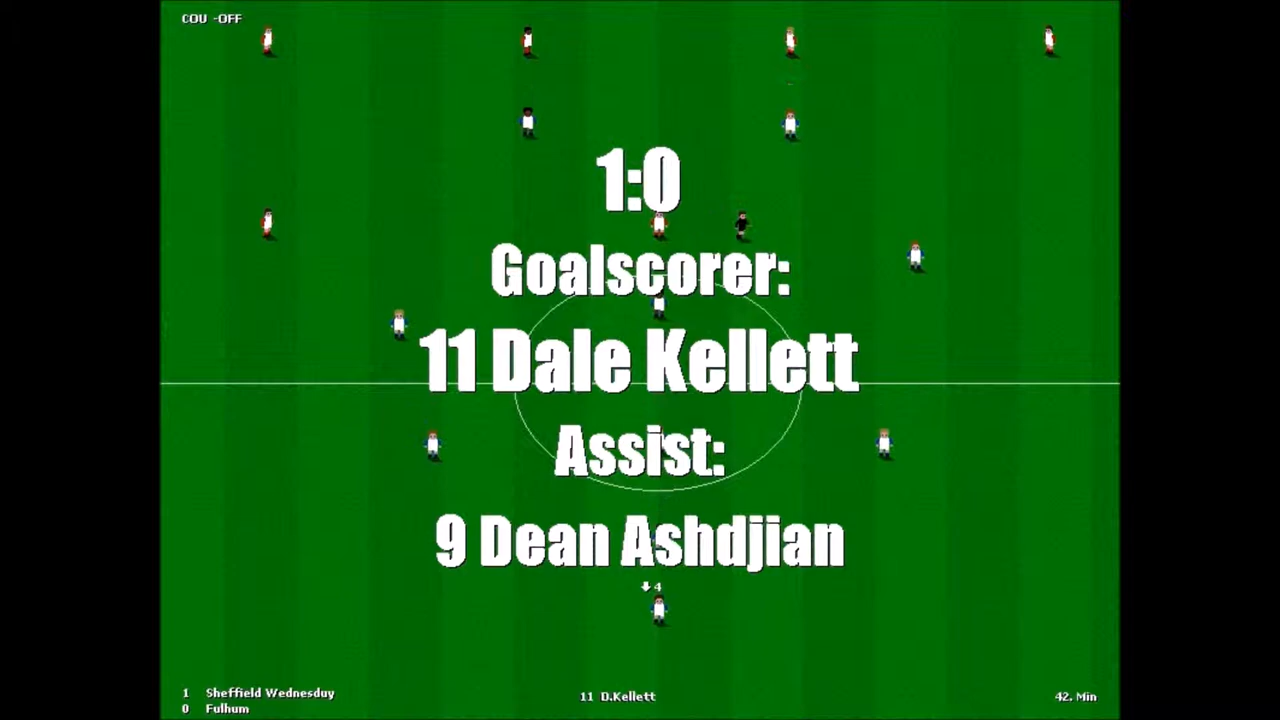 COU -OFF
1:0
Goalscorer:
11 Dale Kellett
Assist:
9 Dean Ashdjian
4
1 Sheffield Wednesduy
0 Fulhum
11 D.Kellett
42. Min